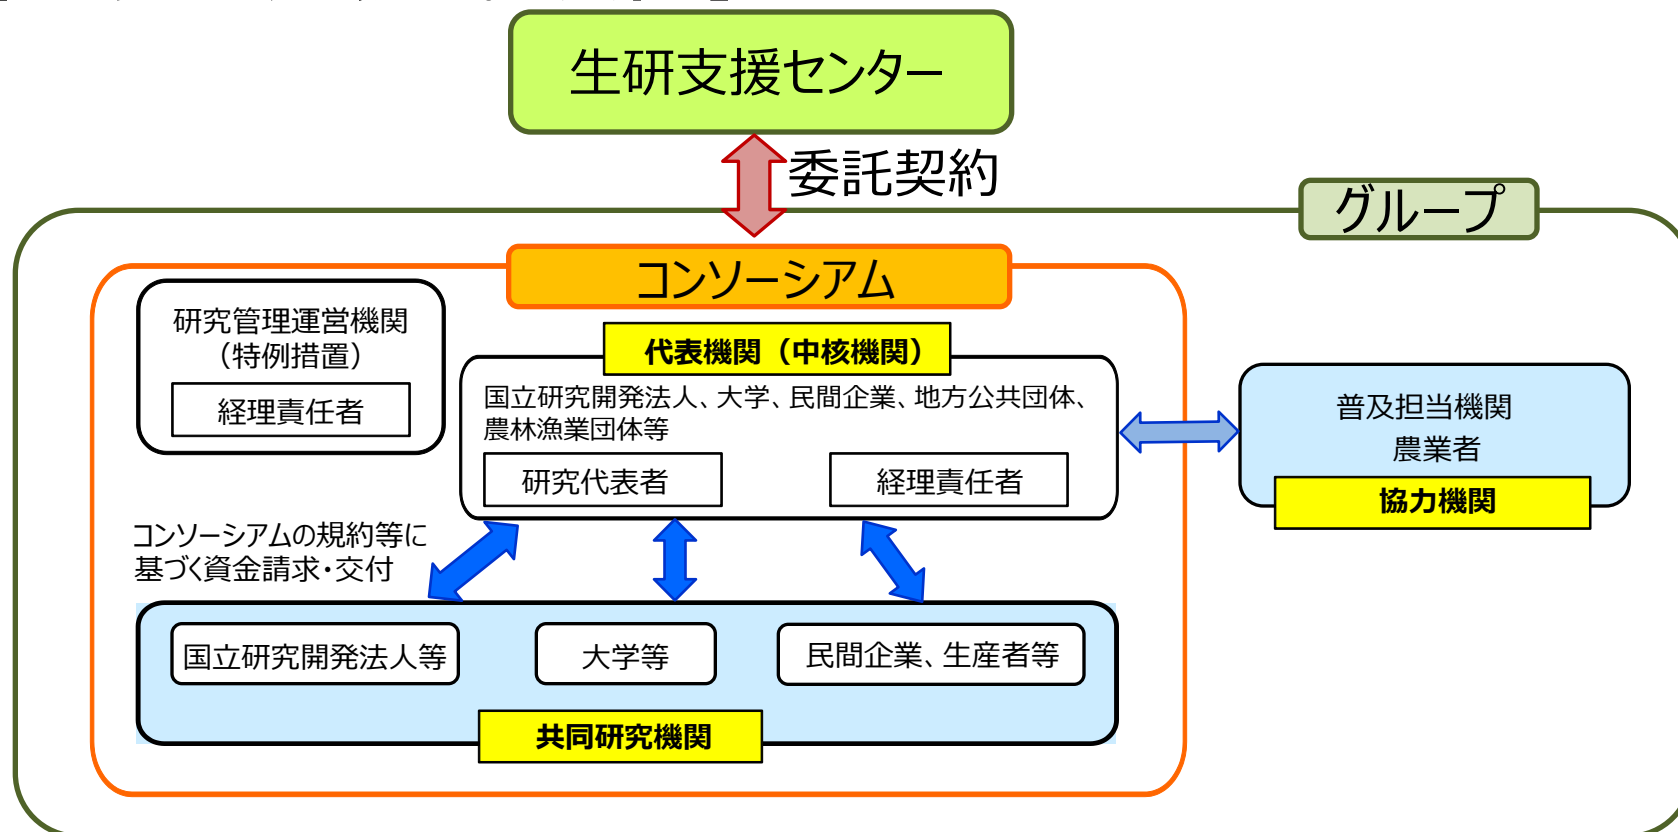 生研支援センター
委託契約
グループ
コンソーシアム
研究管理運営機関
（特例措置）
経理責任者
代表機関（中核機関）
国立研究開発法人、大学、民間企業、地方公共団体、
農林漁業団体等
研究代表者
経理責任者
普及担当機関
農業者
協力機関
コンソーシアムの規約等に
基づく資金請求・交付
国立研究開発法人等
大学等
民間企業、生産者等
共同研究機関